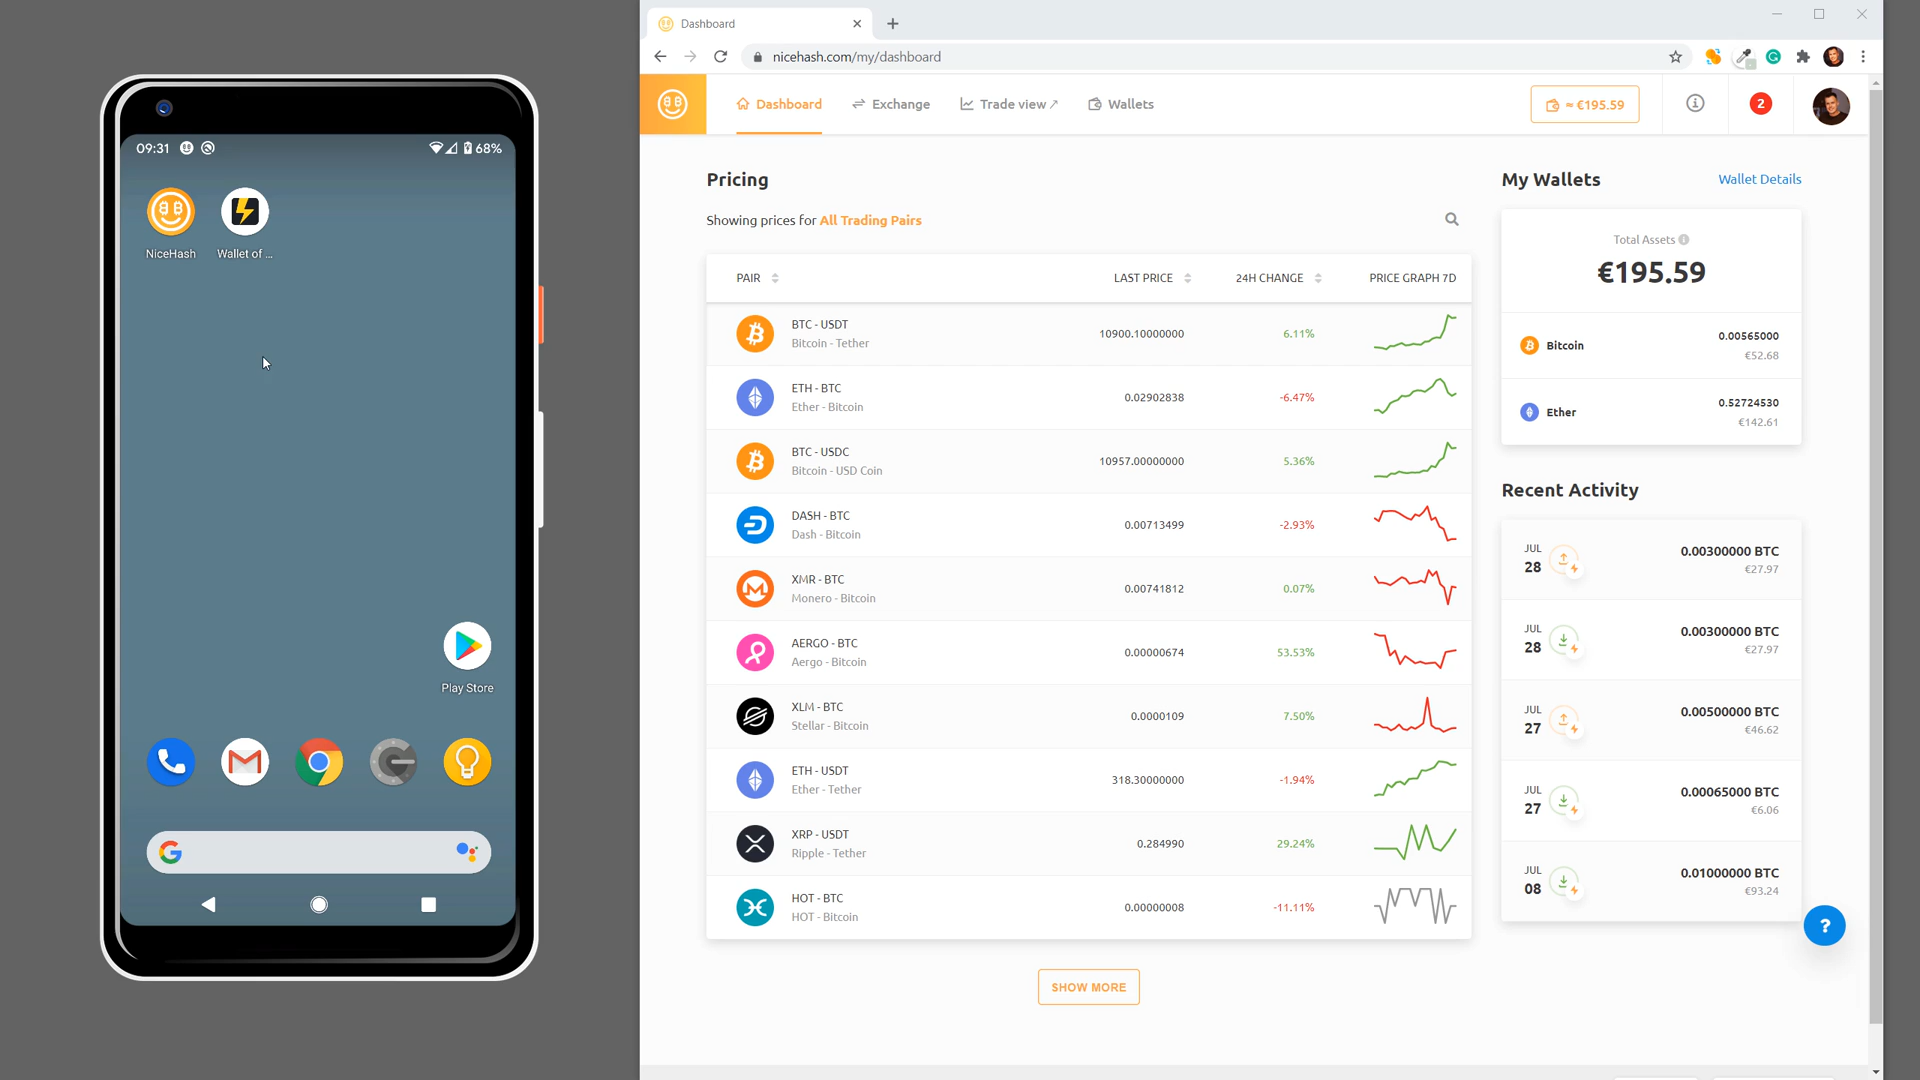 09:31
68%
NiceHash
Wallet of ...
Play Store
Dashboard
nicehash.com/my/dashboard
Dashboard
Exchange
Trade view
Wallets
≈ €195.59
2
Pricing
Showing prices for All Trading Pairs
PAIR
LAST PRICE
24H CHANGE
PRICE GRAPH 7D
BTC - USDT
Bitcoin - Tether
10900.10000000
6.11%
ETH - BTC
Ether - Bitcoin
0.02902838
-6.47%
BTC - USDC
Bitcoin - USD Coin
10957.00000000
5.36%
DASH - BTC
Dash - Bitcoin
0.00713499
-2.93%
XMR - BTC
Monero - Bitcoin
0.00741812
0.07%
AERGO - BTC
Aergo - Bitcoin
0.00000674
53.53%
XLM - BTC
Stellar - Bitcoin
0.0000109
7.50%
ETH - USDT
Ether - Tether
318.30000000
-1.94%
XRP - USDT
Ripple - Tether
0.284990
29.24%
HOT - BTC
HOT - Bitcoin
0.00000008
-11.11%
SHOW MORE
My Wallets
Wallet Details
Total Assets
€195.59
Bitcoin
0.00565000
€52.68
Ether
0.52724530
€142.61
Recent Activity
JUL
28
0.00300000 BTC
€27.97
JUL
28
0.00300000 BTC
€27.97
JUL
27
0.00500000 BTC
€46.62
JUL
27
0.00065000 BTC
€6.06
JUL
08
0.01000000 BTC
€93.24
?